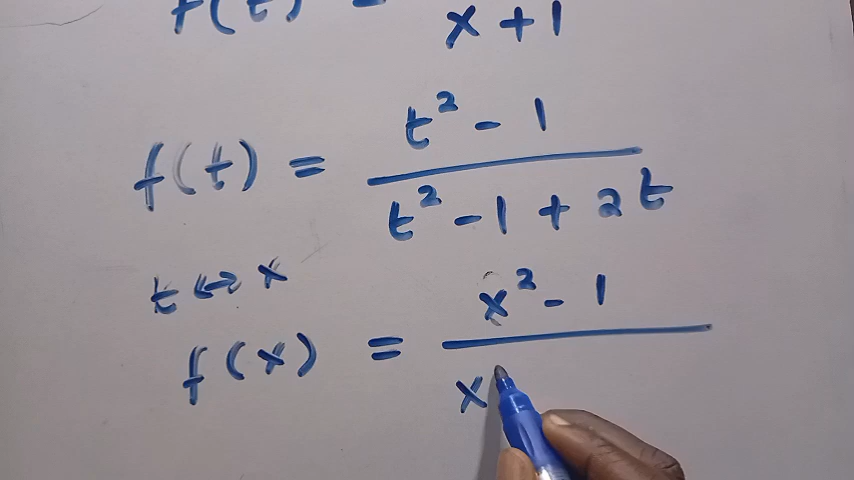 f(t) = / x + 1
f(t) = t² - 1 / t² - 1 + 2t
t ↔ x
f(x) = x² - 1 / x